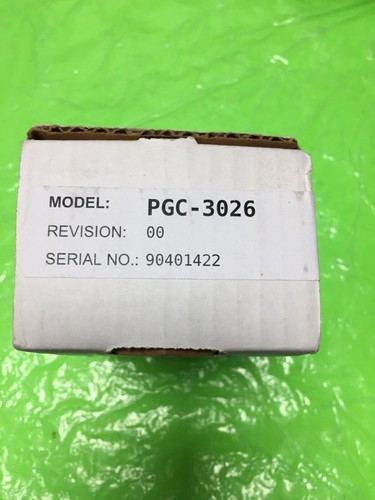 MODEL: PGC-3026
REVISION: 00
SERIAL NO.: 90401422